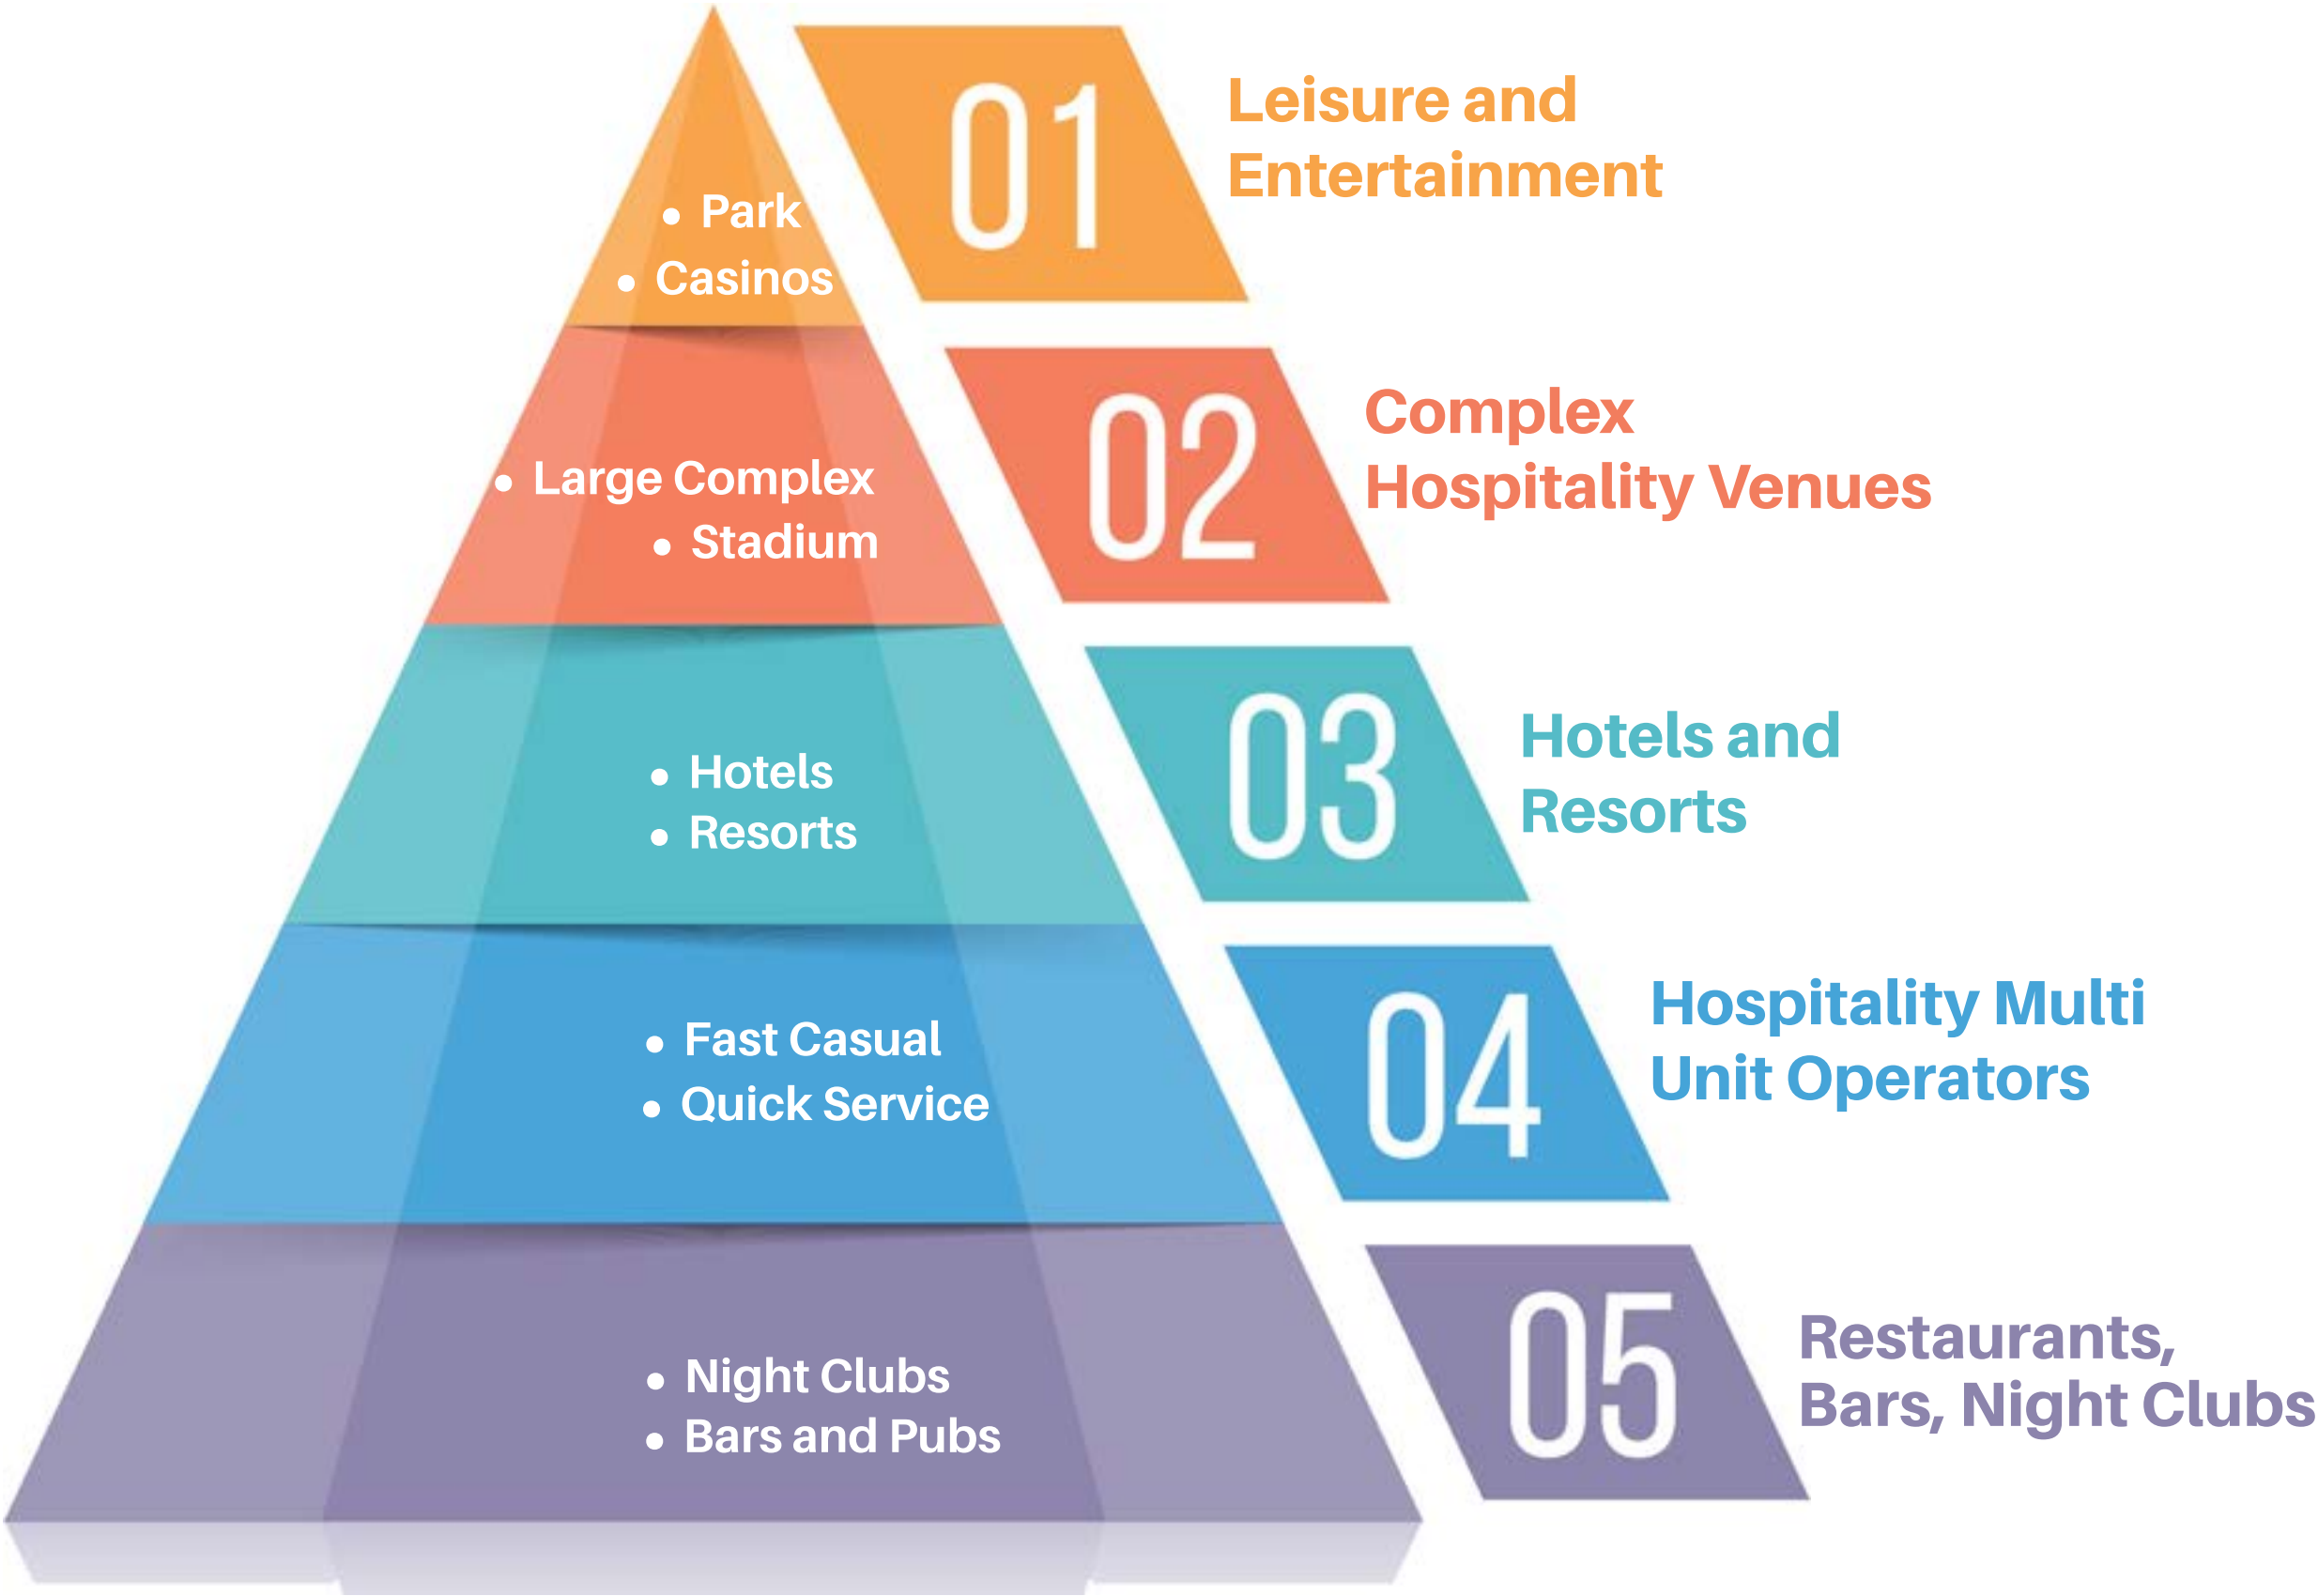 • Park
• Casinos
01
Leisure and
Entertainment
• Large Complex
• Stadium
02
Complex
Hospitality Venues
• Hotels
• Resorts
03
Hotels and
Resorts
• Fast Casual
• Quick Service
04
Hospitality Multi
Unit Operators
• Night Clubs
• Bars and Pubs
05
Restaurants,
Bars, Night Clubs